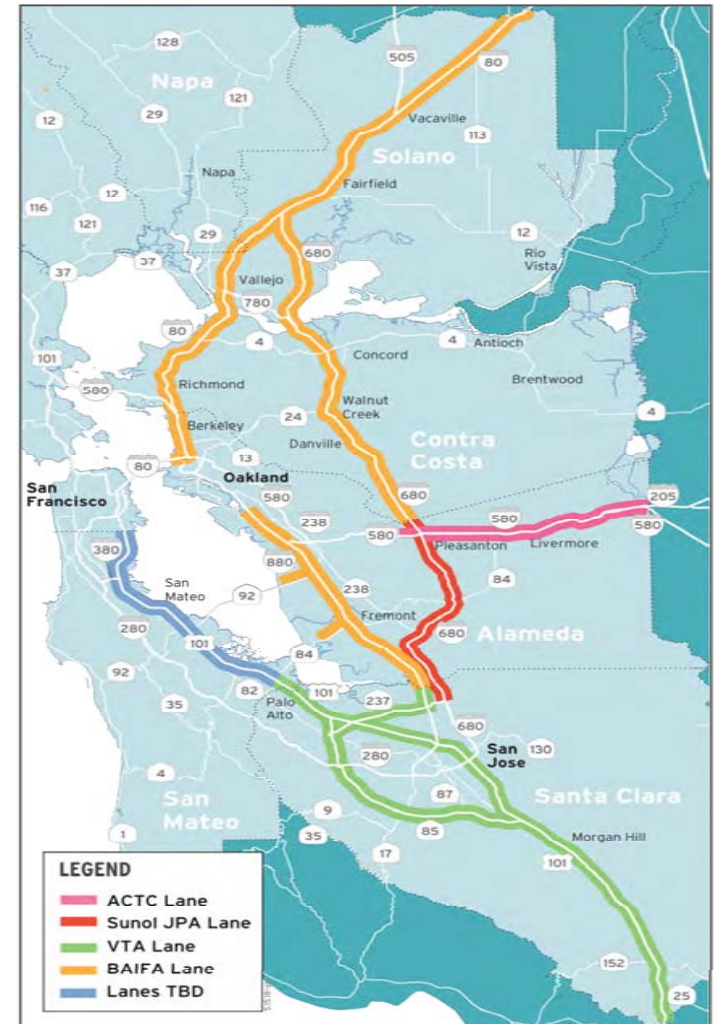 128
Napa
505
80
121
29
12
Vacaville
113
Solano
Napa
Fairfield
12
116
121
29
12
37
680
Rio
Vista
37
Vallejo
780
80
4
4
Antioch
101
Concord
580
Richmond
Brentwood
Walnut
Creek
24
4
Berkeley
Danville
Contra
Costa
13
80
Oakland
San
Francisco
580
680
205
238
580
580
580
Pleasanton
Livermore
380
880
San
Mateo
92
238
84
280
Fremont
101
680
Alameda
84
92
82
101
237
35
Palo
Alto
680
280
San
Jose
130
4
87
Santa Clara
San
Mateo
9
85
1
35
Morgan Hill
17
101
LEGEND
ACTC Lane
Sunol JPA Lane
VTA Lane
BAIFA Lane
Lanes TBD
152
25